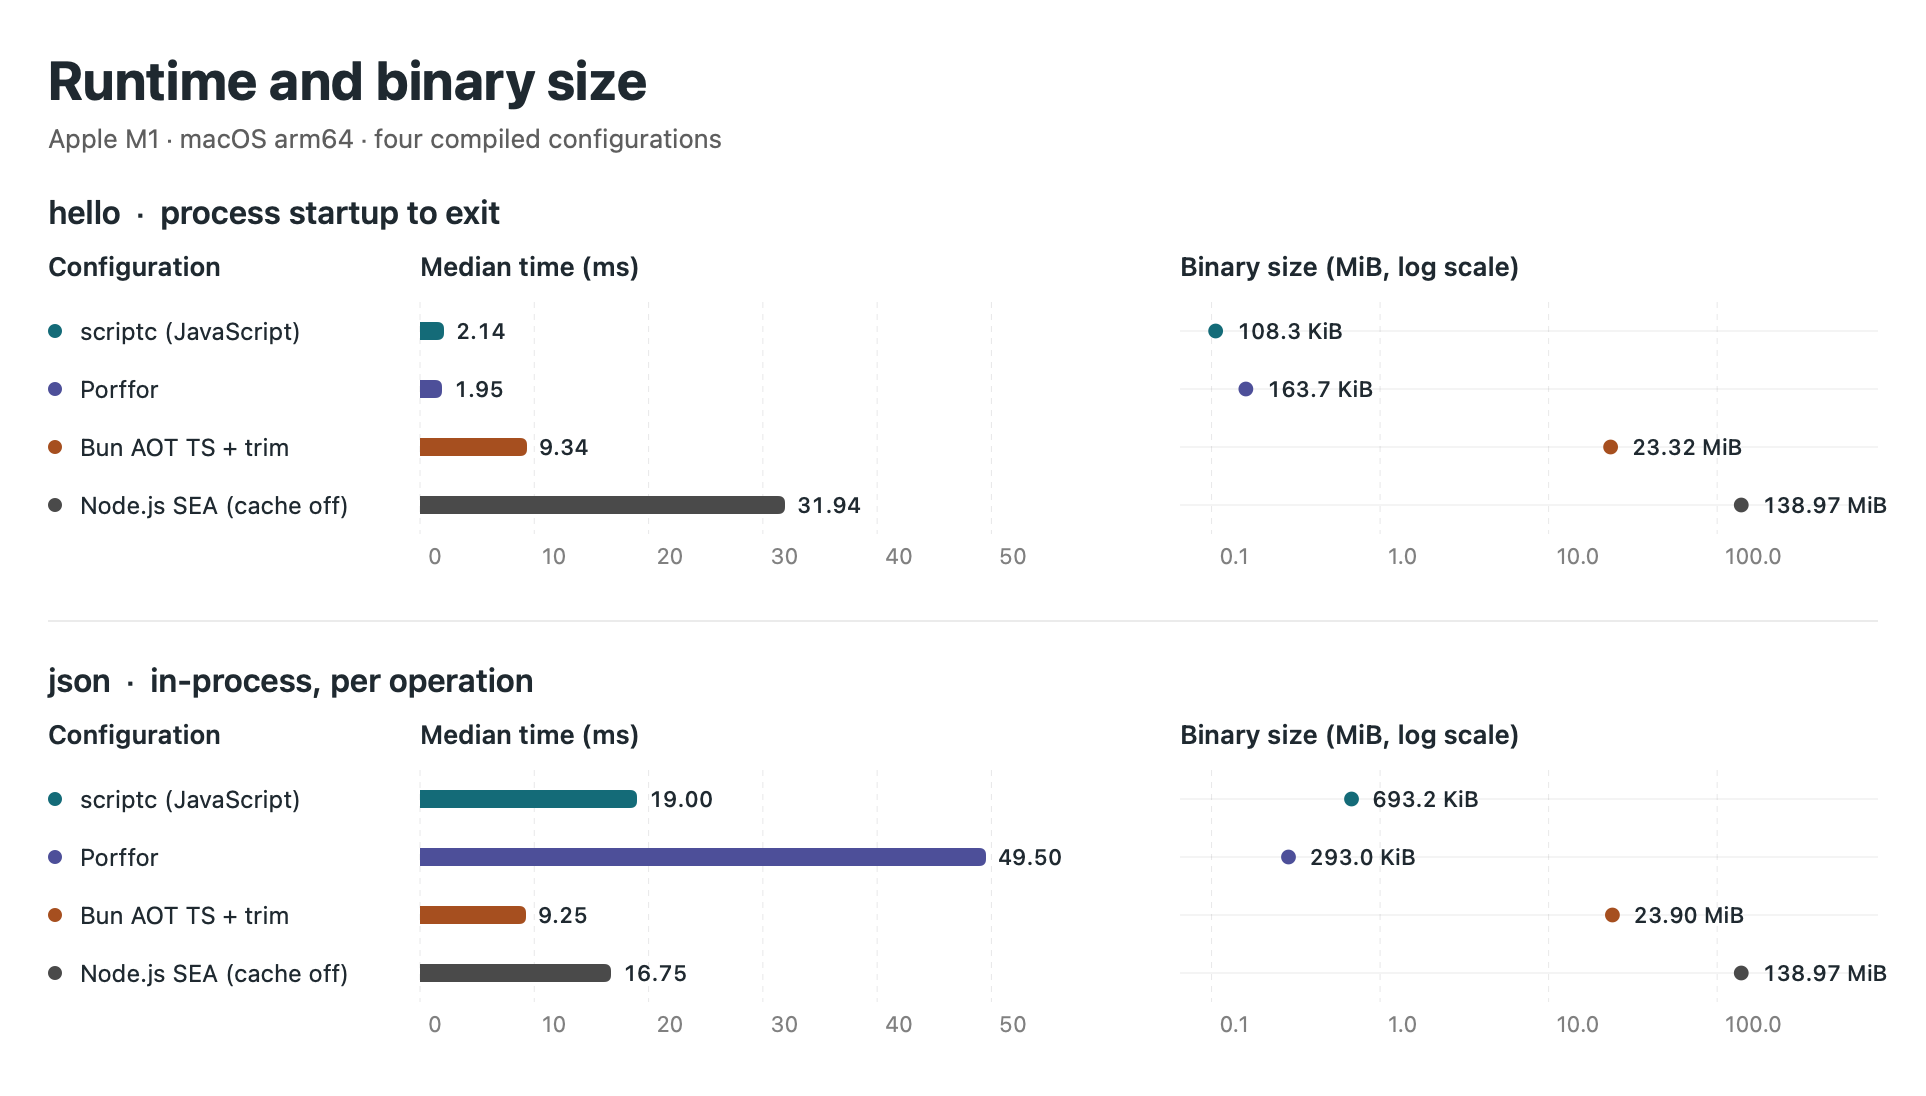 Runtime and binary size
Apple M1 · macOS arm64 · four compiled configurations
hello · process startup to exit
Configuration Median time (ms) Binary size (MiB, log scale)
scriptc (JavaScript) 2.14 108.3 KiB
Porffor 1.95 163.7 KiB
Bun AOT TS + trim 9.34 23.32 MiB
Node.js SEA (cache off) 31.94 138.97 MiB
0 10 20 30 40 50 0.1 1.0 10.0 100.0
json · in-process, per operation
Configuration Median time (ms) Binary size (MiB, log scale)
scriptc (JavaScript) 19.00 693.2 KiB
Porffor 49.50 293.0 KiB
Bun AOT TS + trim 9.25 23.90 MiB
Node.js SEA (cache off) 16.75 138.97 MiB
0 10 20 30 40 50 0.1 1.0 10.0 100.0